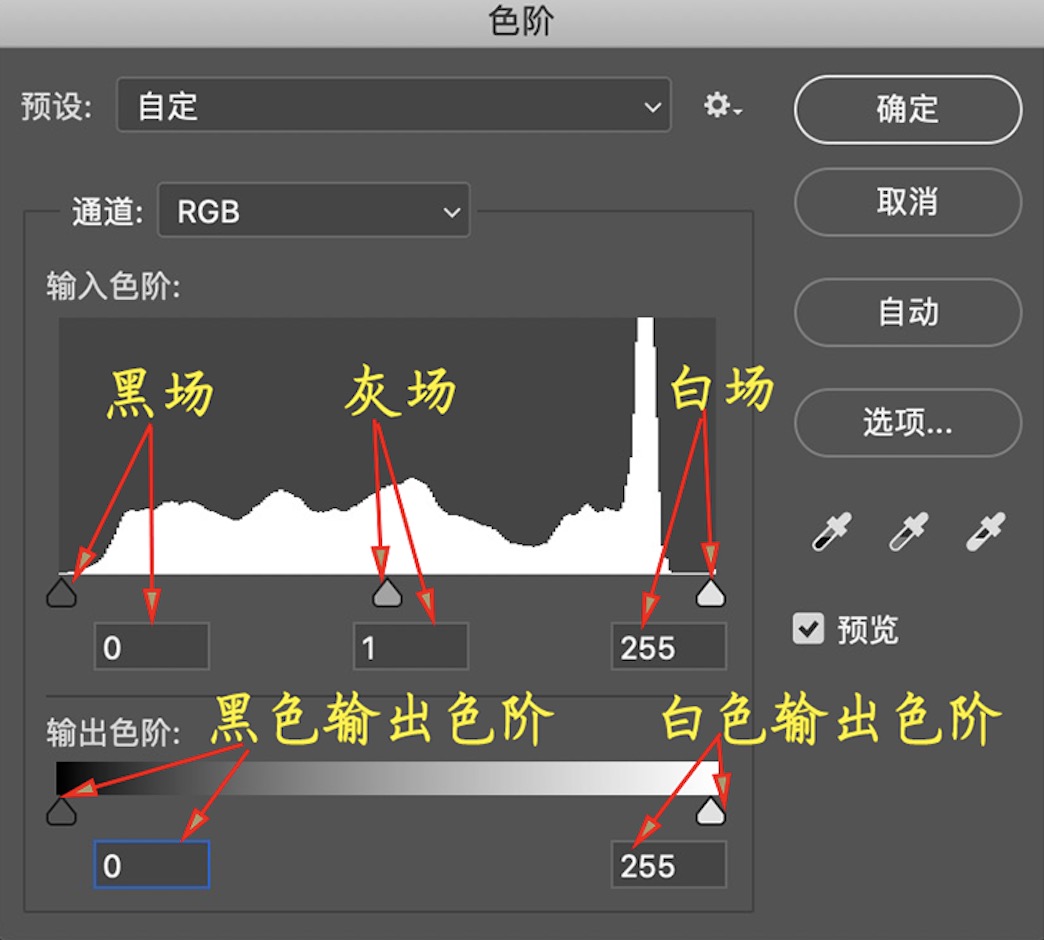 色阶
预设: 自定
确定
通道: RGB
取消
输入色阶:
自动
黑场 灰场 白场
选项...
0 1 255
预览
输出色阶: 黑色输出色阶 白色输出色阶
0 255